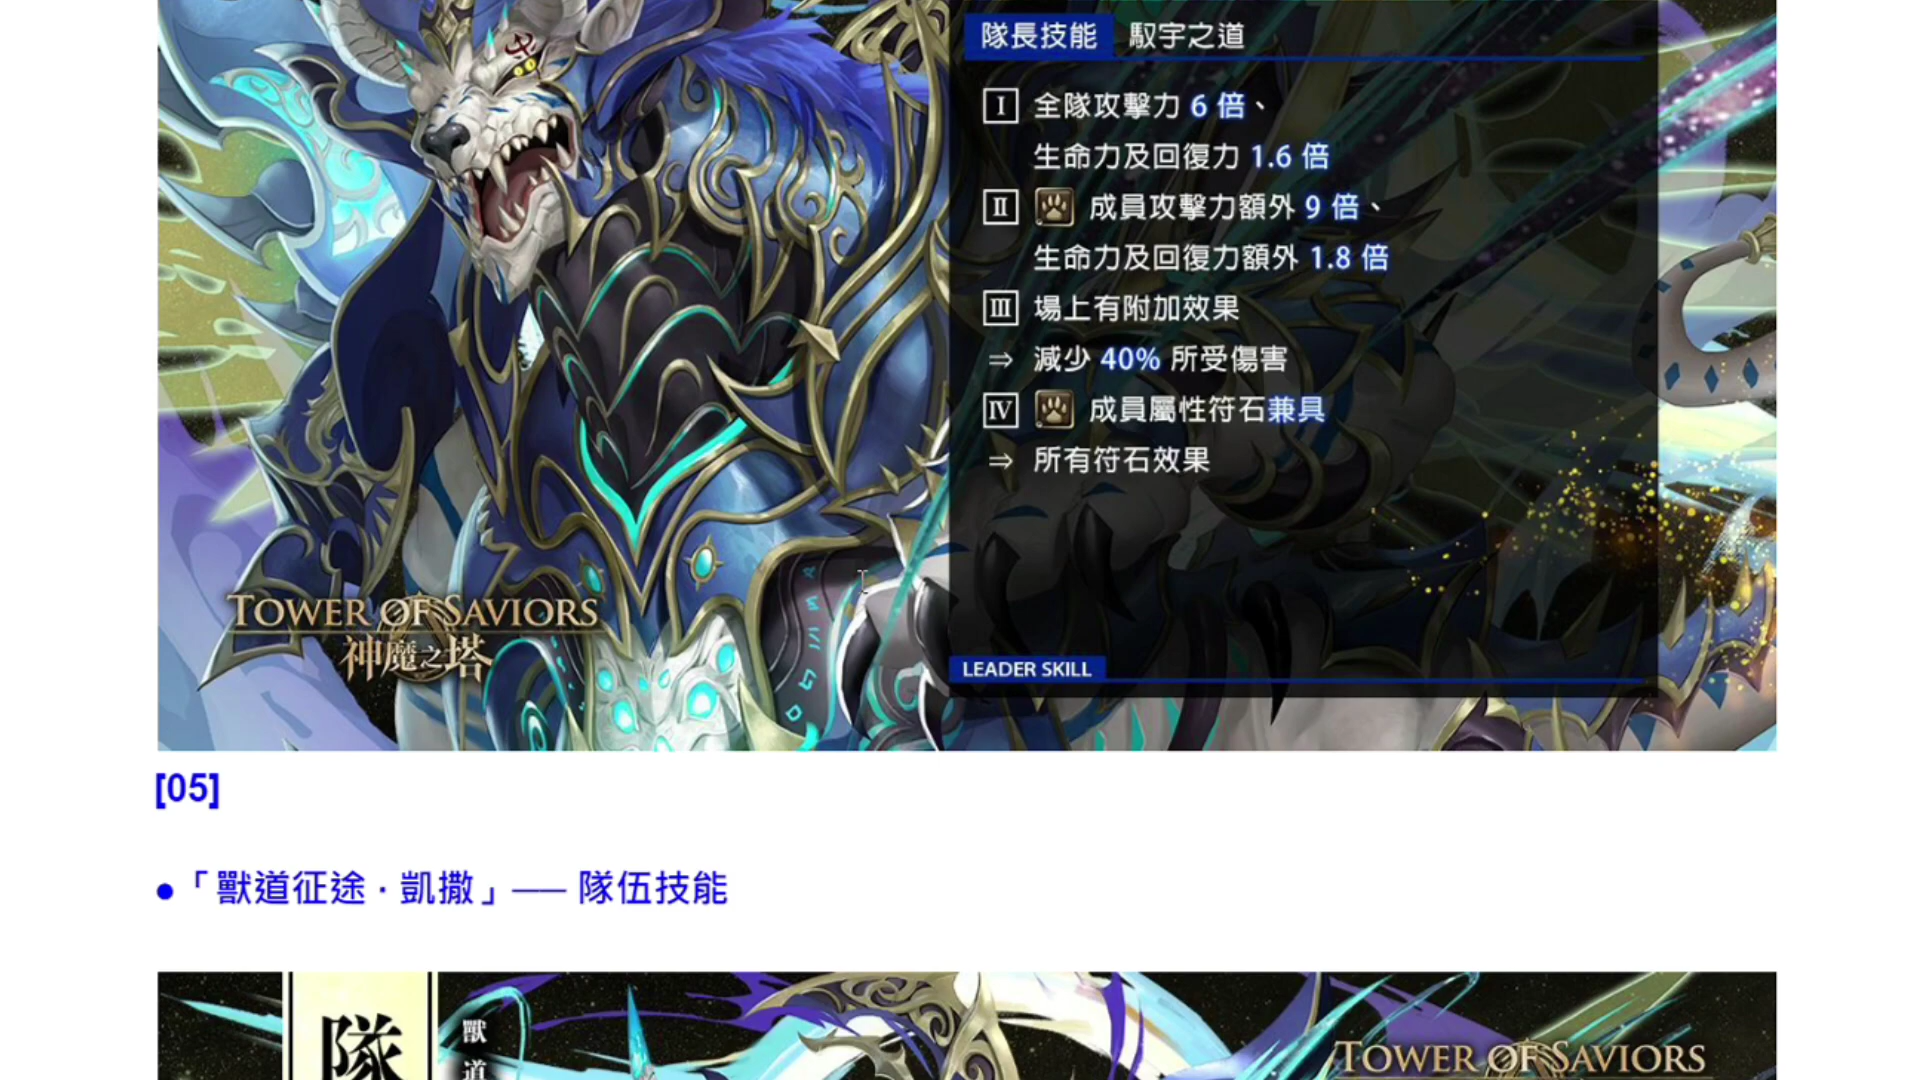 隊長技能 馭宇之道
I 全隊攻擊力 6 倍、
生命力及回復力 1.6 倍
II 成員攻擊力額外 9 倍、
生命力及回復力額外 1.8 倍
III 場上有附加效果
⇒ 減少 40% 所受傷害
IV 成員屬性符石兼具
⇒ 所有符石效果
TOWER OF SAVIORS
神魔之塔
LEADER SKILL
[05]
●「獸道征途 · 凱撒」── 隊伍技能
隊
獸道
TOWER OF SAVIORS